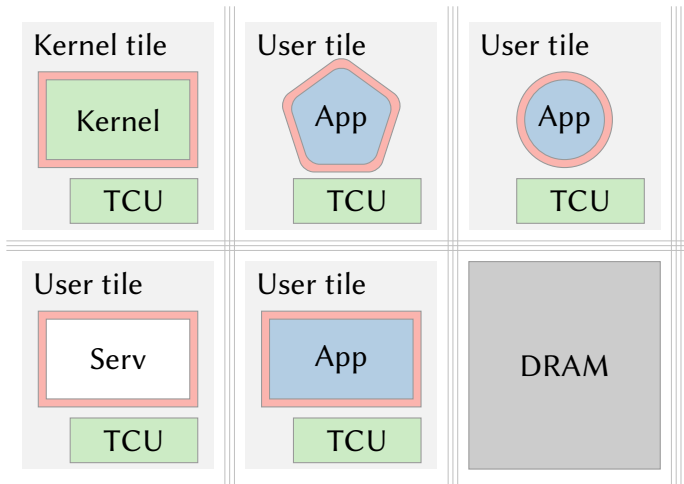 Kernel tile
Kernel
TCU
User tile
App
TCU
User tile
App
TCU
User tile
Serv
TCU
User tile
App
TCU
DRAM